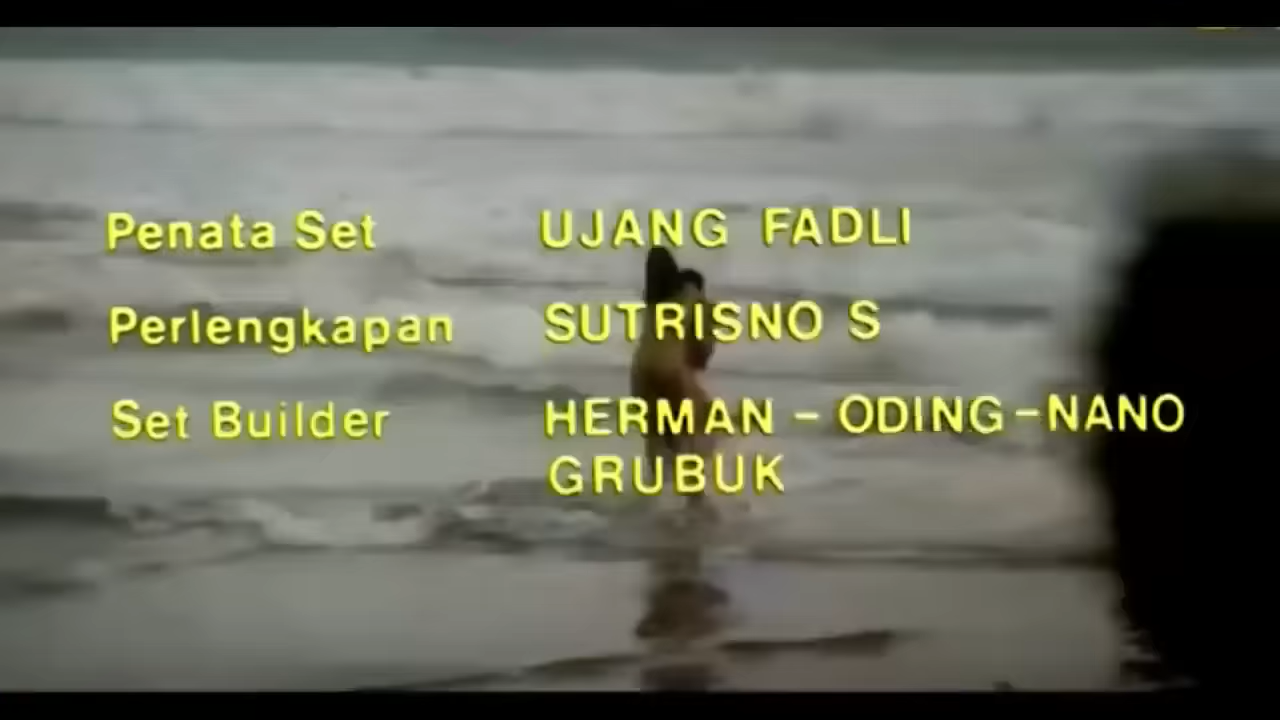 Penata Set UJANG FADLI
Perlengkapan SUTRISNO S
Set Builder HERMAN – ODING–NANO
GRUBUK